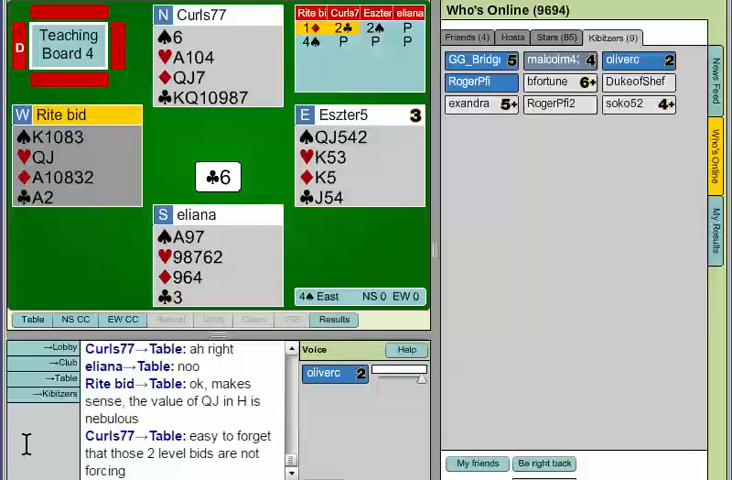 Teaching
Board 4
D
N Curls77
♠6
♥A104
♦QJ7
♣KQ10987
Rite bi Curls7 Eszter eliana
1♦ 2♣ 2♠ P
4♠ P P P
W Rite bid
♠K1083
♥QJ
♦A10832
♣A2
♣6
E Eszter5 3
♠QJ542
♥K53
♦K5
♣J54
S eliana
♠A97
♥98762
♦964
♣3
4♠ East NS 0 EW 0
Table NS CC EW CC Results
→Lobby
→Club
→Table
→Kibitzers
Curls77→Table: ah right
eliana→Table: noo
Rite bid→Table: ok, makes
sense, the value of QJ in H is
nebulous
Curls77→Table: easy to forget
that those 2 level bids are not
forcing
Voice Help
oliverc 2
Who's Online (9694)
Friends (4) Hosts Stars (86) Kibitzers (9)
GG_Bridg 5 4 oliverc 2
RogerPfi bfortune 6+ DukeofShef
exandra 5+ RogerPfi2 soko52 4+
News Feed
Who's Online
My Results
My friends Be right back